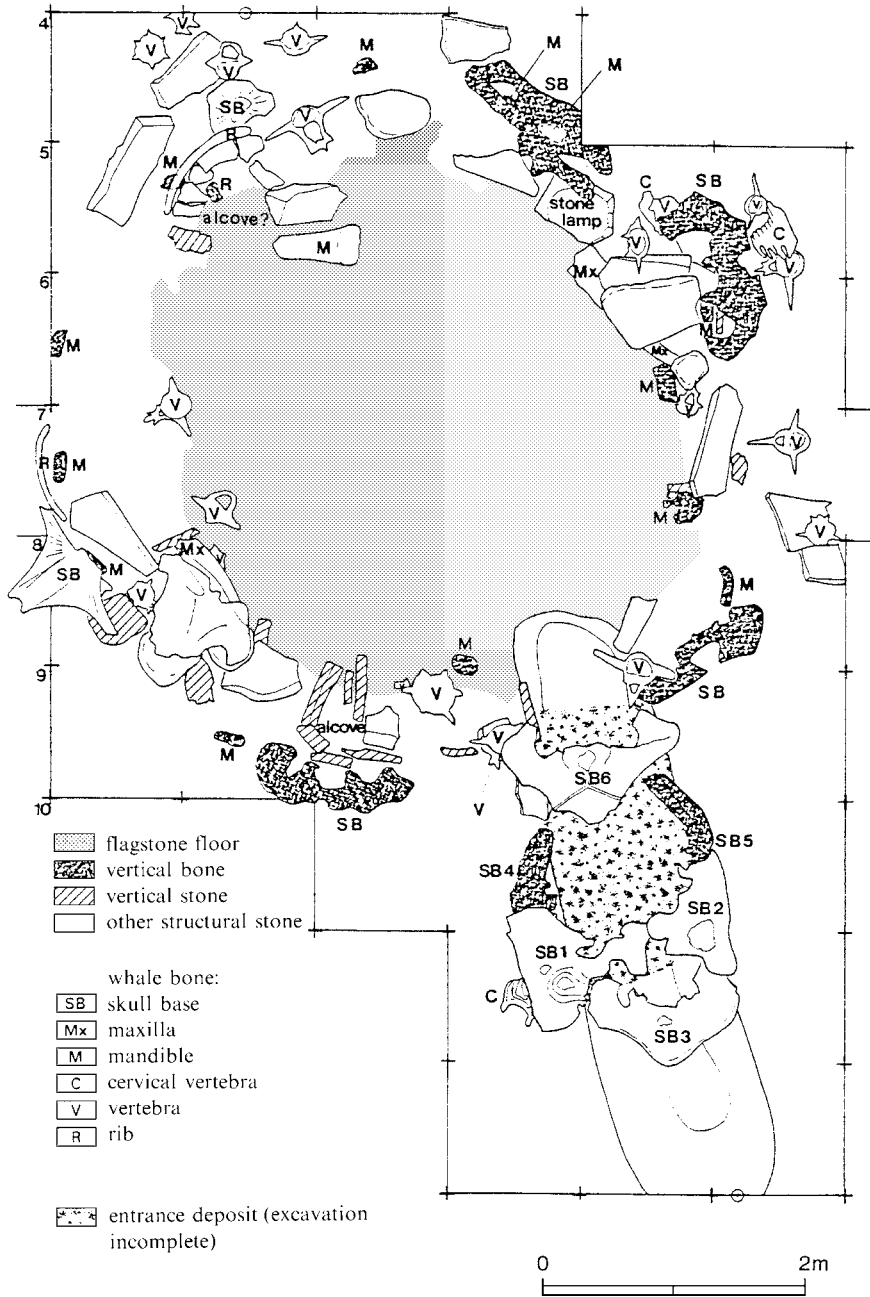 4
V
V
V
V
M
M
M
SB
SB
V
R
5
M
R
alcove?
M
stone
lamp
C
V
SB
V
C
V
V
Mx
6
M
Mx
M
V
M
V
7
V
R
M
V
M
V
V
8
Mx
V
SB
M
V
M
9
M
V
V
SB
alcove
M
V
V
SB6
10
SB
SB5
SB4
SB2
SB1
C
SB3
flagstone floor
vertical bone
vertical stone
other structural stone
whale bone:
SB skull base
Mx maxilla
M mandible
C cervical vertebra
V vertebra
R rib
entrance deposit (excavation
incomplete)
0 2m